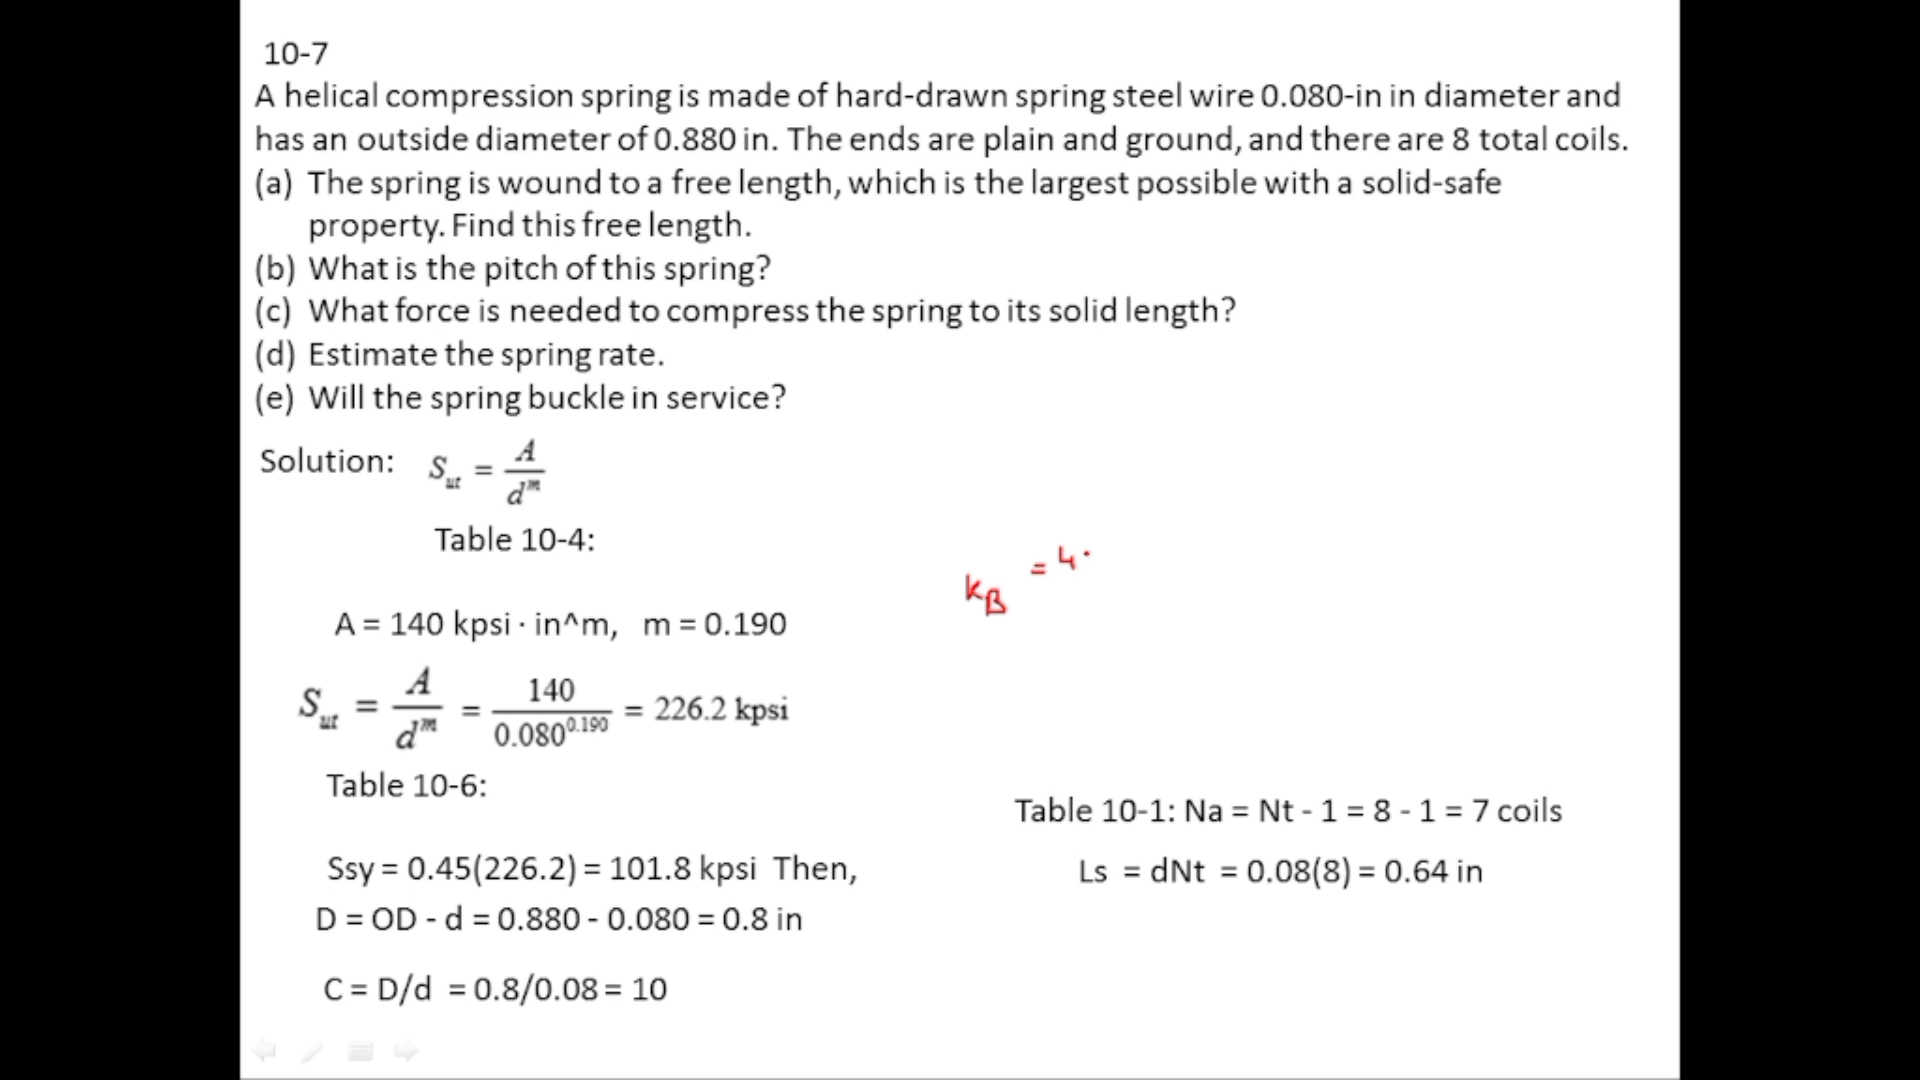 10-7
A helical compression spring is made of hard-drawn spring steel wire 0.080-in in diameter and
has an outside diameter of 0.880 in. The ends are plain and ground, and there are 8 total coils.
(a) The spring is wound to a free length, which is the largest possible with a solid-safe
property. Find this free length.
(b) What is the pitch of this spring?
(c) What force is needed to compress the spring to its solid length?
(d) Estimate the spring rate.
(e) Will the spring buckle in service?
Solution: S_ut = A / d^m
Table 10-4:
A = 140 kpsi · in^m, m = 0.190
S_ut = A / d^m = 140 / 0.080^0.190 = 226.2 kpsi
Table 10-6:
Ssy = 0.45(226.2) = 101.8 kpsi Then,
D = OD - d = 0.880 - 0.080 = 0.8 in
C = D/d = 0.8/0.08 = 10
K_B = 4·
Table 10-1: Na = Nt - 1 = 8 - 1 = 7 coils
Ls = dNt = 0.08(8) = 0.64 in